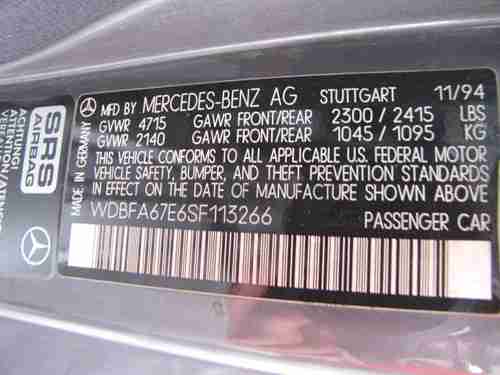 MFD BY MERCEDES-BENZ AG STUTTGART 11/94
GVWR 4715 GAWR FRONT/REAR 2300 / 2415 LBS
GVWR 2140 GAWR FRONT/REAR 1045 / 1095 KG
THIS VEHICLE CONFORMS TO ALL APPLICABLE U.S. FEDERAL MOTOR
VEHICLE SAFETY, BUMPER, AND THEFT PREVENTION STANDARDS
IN EFFECT ON THE DATE OF MANUFACTURE SHOWN ABOVE
WDBFA67E6SF113266 PASSENGER CAR
MADE IN GERMANY
SRS
AIRBAG
ACHTUNG!
ATTENTION